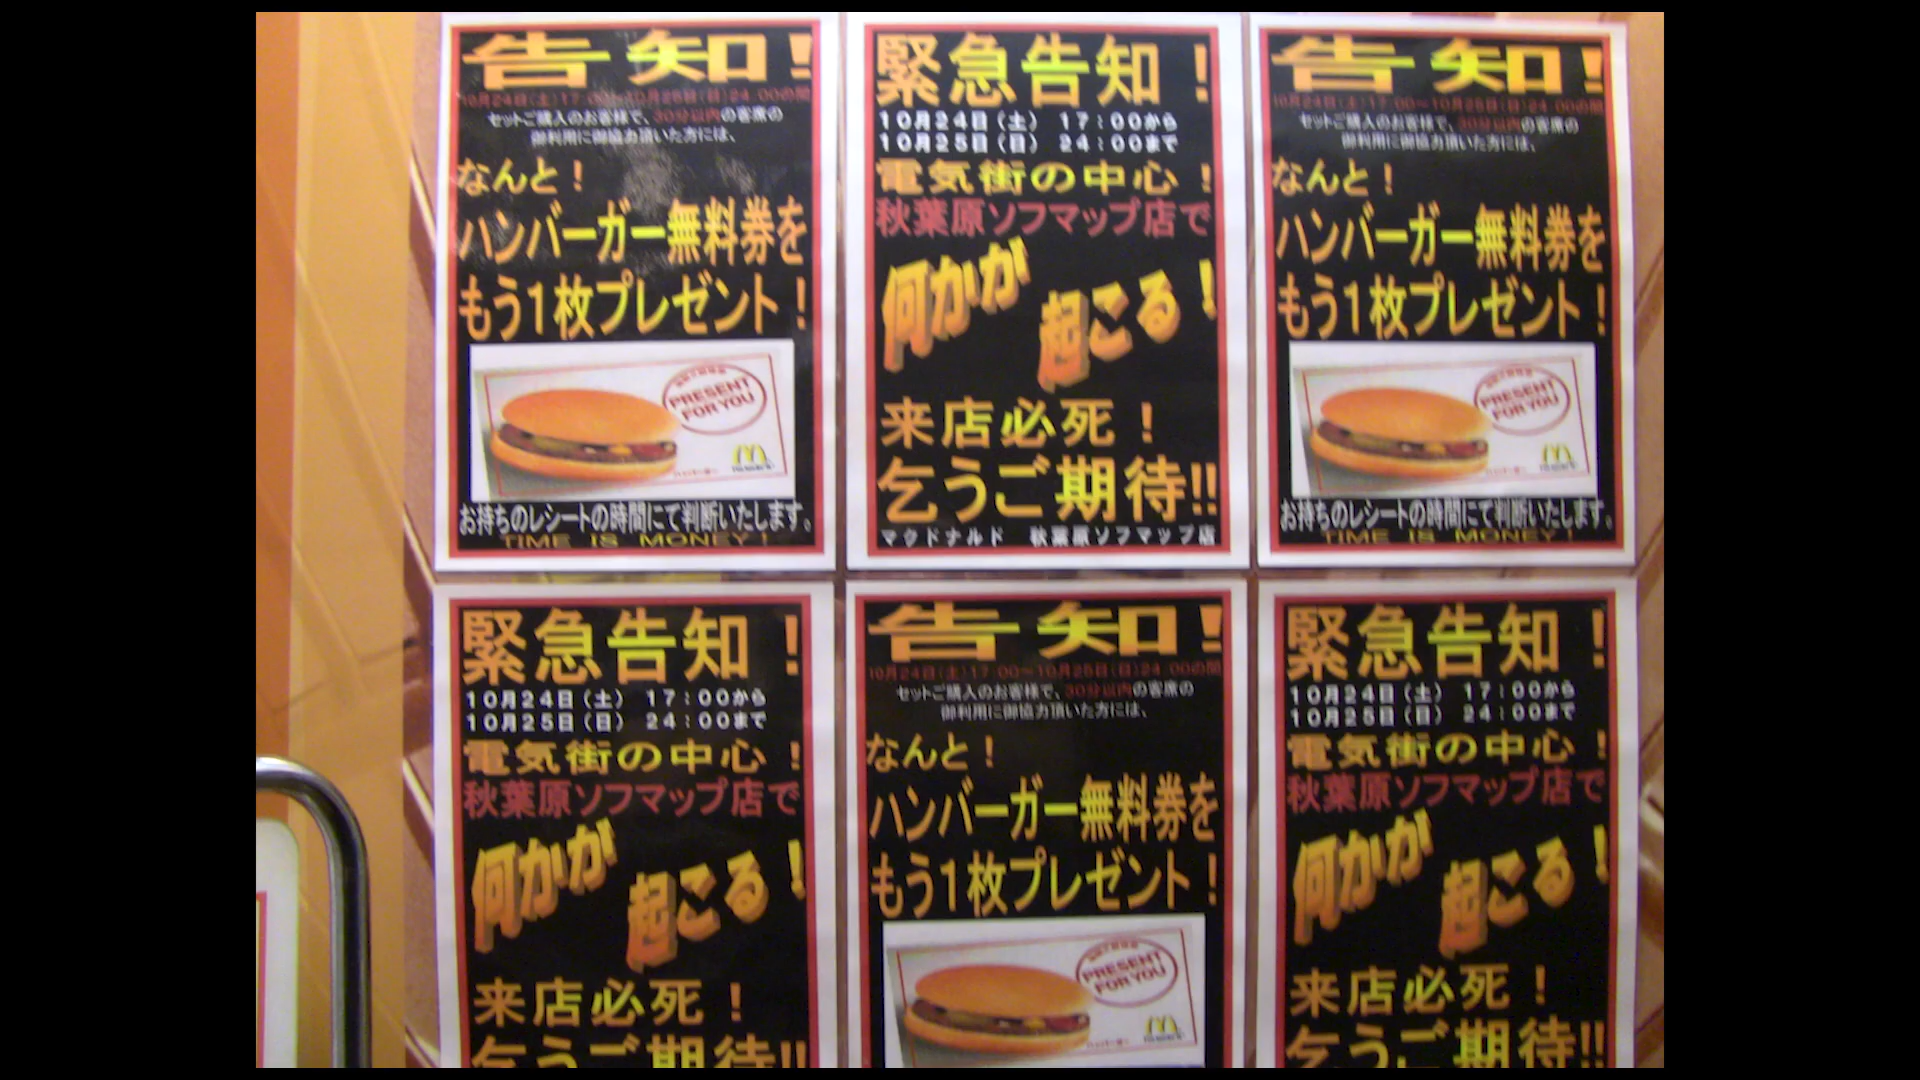 告知!
10月24日(土)17:00～10月25日(日)24:00の間
セットご購入のお客様で、30分以内の客席の
御利用に御協力頂いた方には、
なんと!
ハンバーガー無料券を
もう1枚プレゼント!
PRESENT
FOR YOU
お持ちのレシートの時間にて判断いたします。
TIME IS MONEY!
緊急告知!
10月24日(土) 17:00から
10月25日(日) 24:00まで
電気街の中心!
秋葉原ソフマップ店で
何かが
起こる!
来店必死!
乞うご期待!!
マクドナルド 秋葉原ソフマップ店
告知!
10月24日(土)17:00～10月25日(日)24:00の間
セットご購入のお客様で、30分以内の客席の
御利用に御協力頂いた方には、
なんと!
ハンバーガー無料券を
もう1枚プレゼント!
PRESENT
FOR YOU
お持ちのレシートの時間にて判断いたします。
TIME IS MONEY!
緊急告知!
10月24日(土) 17:00から
10月25日(日) 24:00まで
電気街の中心!
秋葉原ソフマップ店で
何かが
起こる!
来店必死!
乞うご期待!!
告知!
10月24日(土)17:00～10月25日(日)24:00の間
セットご購入のお客様で、30分以内の客席の
御利用に御協力頂いた方には、
なんと!
ハンバーガー無料券を
もう1枚プレゼント!
PRESENT
FOR YOU
緊急告知!
10月24日(土) 17:00から
10月25日(日) 24:00まで
電気街の中心!
秋葉原ソフマップ店で
何かが
起こる!
来店必死!
乞うご期待!!